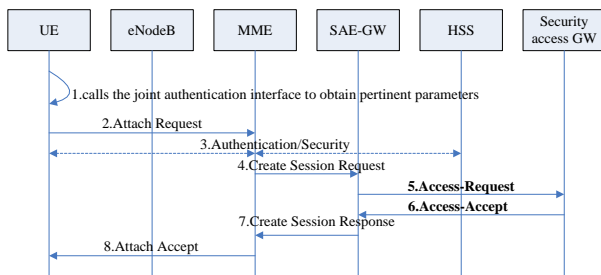 UE
eNodeB
MME
SAE-GW
HSS
Security
access GW
1.calls the joint authentication interface to obtain pertinent parameters
2.Attach Request
3.Authentication/Security
4.Create Session Request
5.Access-Request
6.Access-Accept
7.Create Session Response
8.Attach Accept